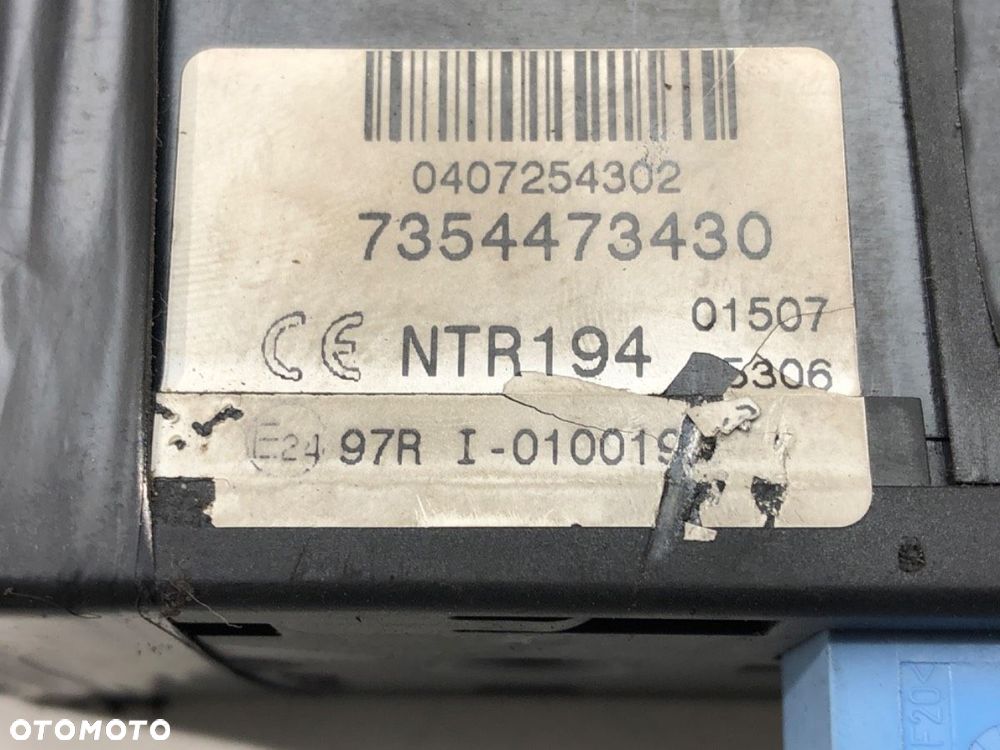 0407254302
7354473430
CE NTR194 01507
5306
E24 97R I-010019
F20<
OTOMOTO